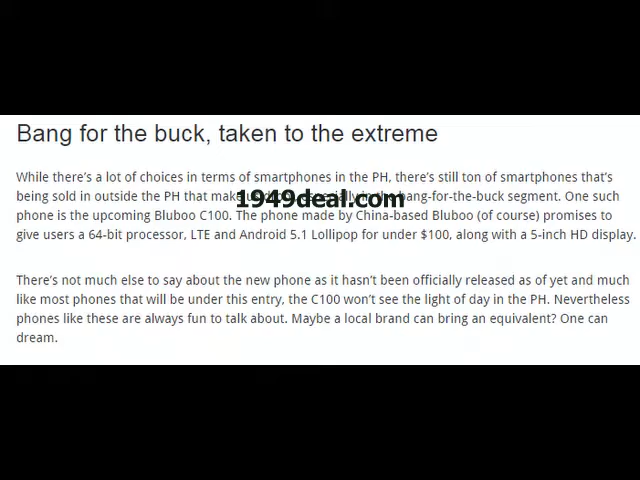 Bang for the buck, taken to the extreme
While there's a lot of choices in terms of smartphones in the PH, there's still ton of smartphones that's
being sold in outside the PH that make bang-for-the-buck segment. One such
1949deal.com
phone is the upcoming Bluboo C100. The phone made by China-based Bluboo (of course) promises to
give users a 64-bit processor, LTE and Android 5.1 Lollipop for under $100, along with a 5-inch HD display.
There's not much else to say about the new phone as it hasn't been officially released as of yet and much
like most phones that will be under this entry, the C100 won't see the light of day in the PH. Nevertheless
phones like these are always fun to talk about. Maybe a local brand can bring an equivalent? One can
dream.